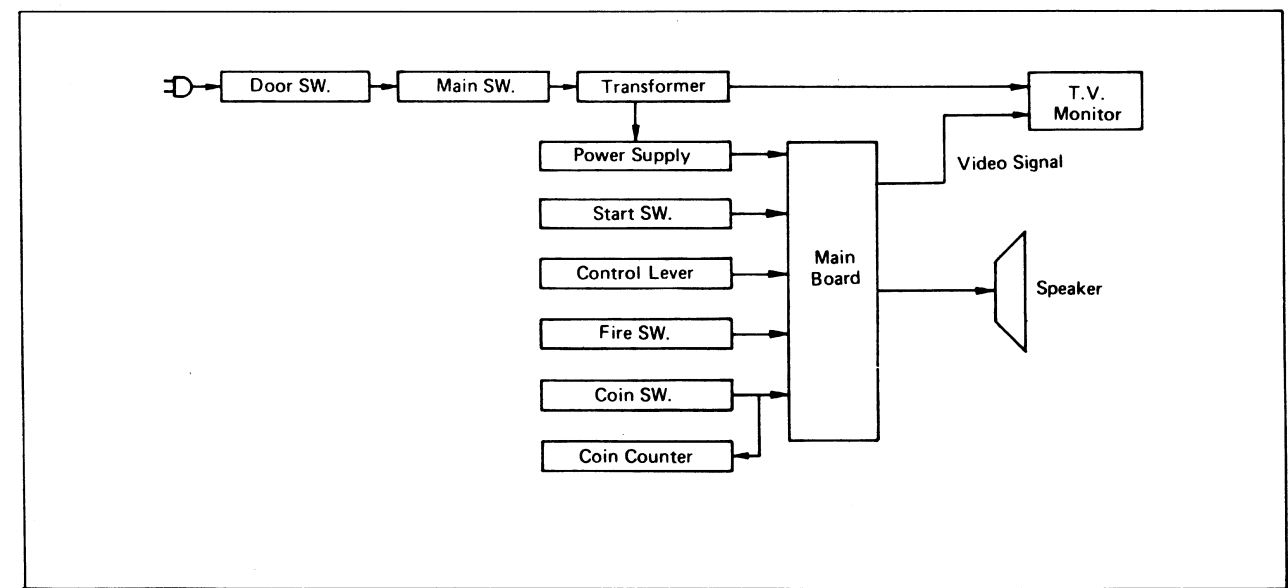 Door SW.
Main SW.
Transformer
T.V.
Monitor
Power Supply
Video Signal
Start SW.
Main
Board
Control Lever
Speaker
Fire SW.
Coin SW.
Coin Counter